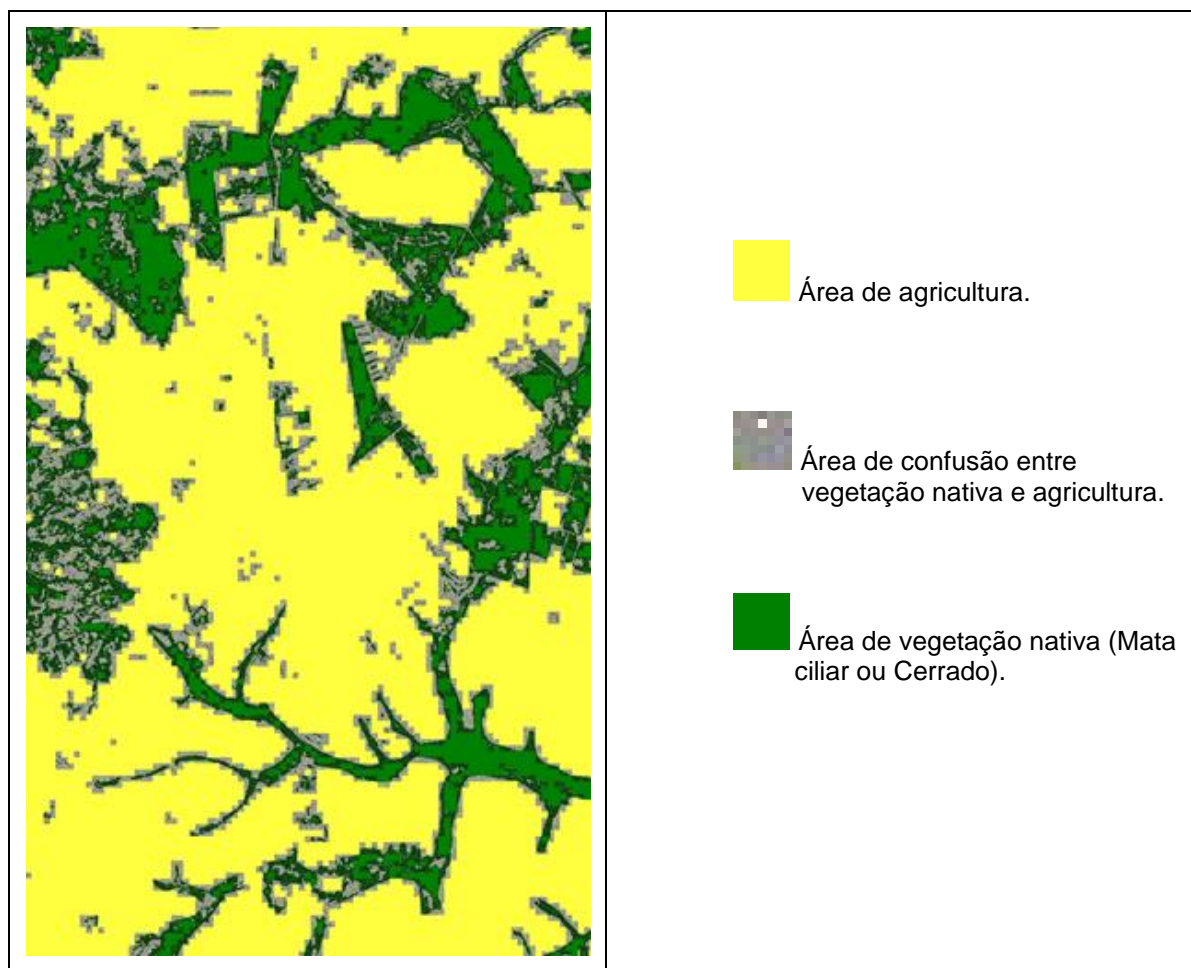 Área de agricultura.
Área de confusão entre
vegetação nativa e agricultura.
Área de vegetação nativa (Mata
ciliar ou Cerrado).